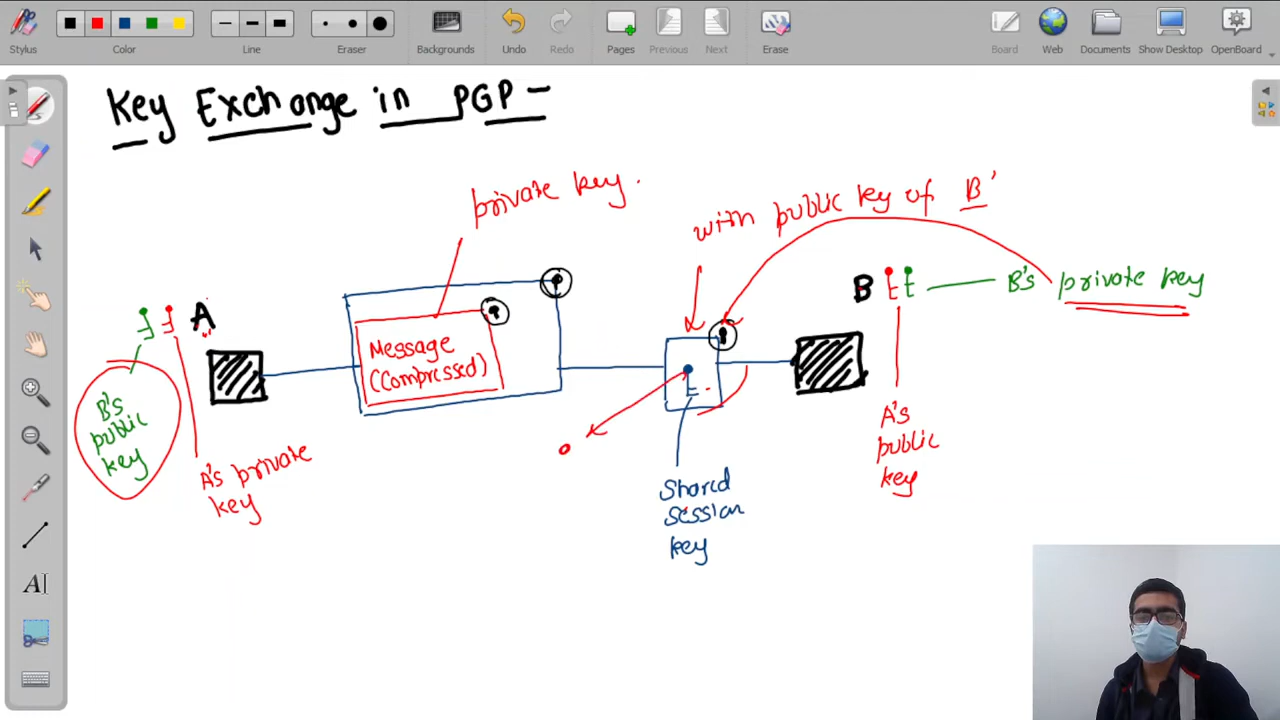 Stylus
Color
Line
Eraser
Backgrounds
Undo
Redo
Pages
Previous
Next
Erase
Board
Web
Documents
Show Desktop
OpenBoard
Key Exchange in PGP -
private key.
with public key of B'
B
B's private key
A
Message
(Compressed)
B's
public
key
A's private
key
A's
public
key
Shared
session
key
A